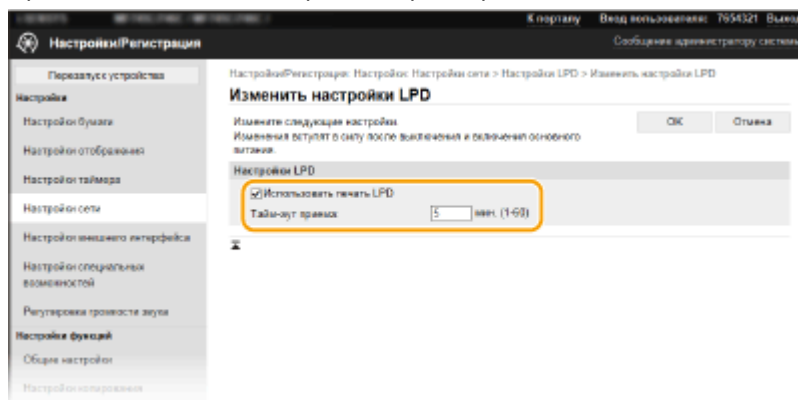 К порталу Вход пользователя: 7654321 Выход
Настройки/Регистрация
Сообщение администратору системы
Перезапуск устройства
Настройки
Настройки бумаги
Настройки отображения
Настройки таймера
Настройки сети
Настройки внешнего интерфейса
Настройки специальных
возможностей
Регулировка громкости звука
Настройки функций
Общие настройки
Настройки копирования
Настройки/Регистрация: Настройки: Настройки сети > Настройки LPD > Изменить настройки LPD
Изменить настройки LPD
Измените следующие настройки.
Изменения вступят в силу после выключения и включения основного
питания.
OK Отмена
Настройки LPD
Использовать печать LPD
Тайм-аут приема: 5 мин. (1-60)